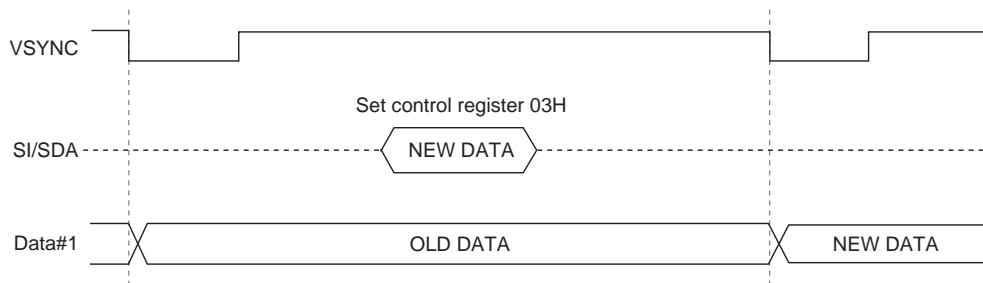 VSYNC
Set control register 03H
SI/SDA
NEW DATA
Data#1
OLD DATA
NEW DATA